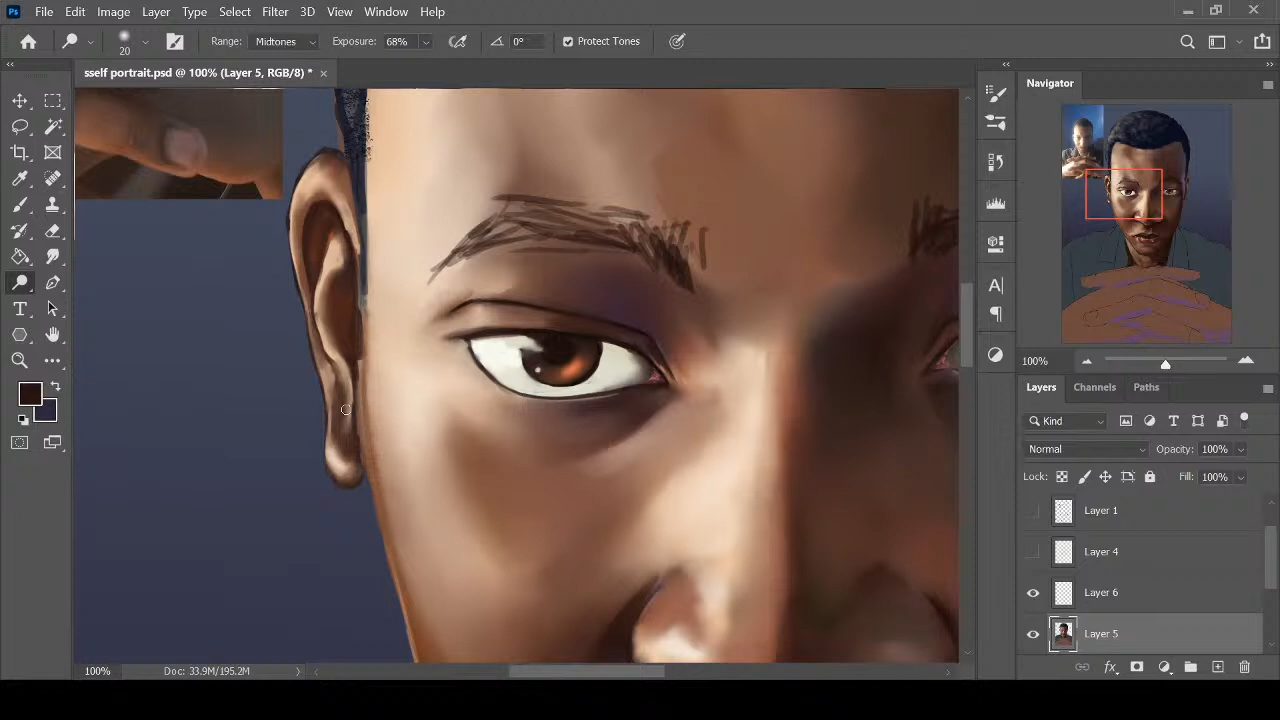 Ps File Edit Image Layer Type Select Filter 3D View Window Help
20 Range: Midtones Exposure: 68% 0° Protect Tones
sself portrait.psd @ 100% (Layer 5, RGB/8) *
Navigator
100%
Layers Channels Paths
Kind
Normal Opacity: 100%
Lock: Fill: 100%
Layer 1
Layer 4
Layer 6
Layer 5
100% Doc: 33.9M/195.2M